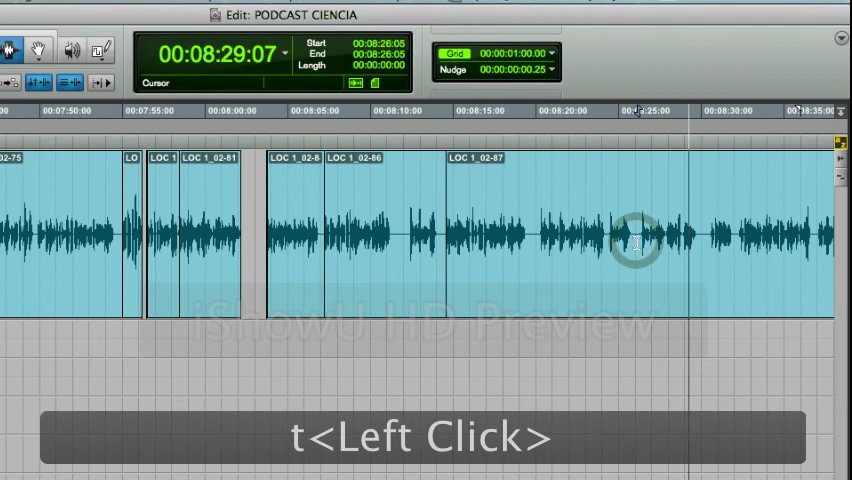 Edit: PODCAST CIENCIA
00:08:29:07
Start 00:08:26:05
End 00:08:26:05
Length 00:00:00:00
Cursor
Grid 00:00:01:00.00
Nudge 00:00:00:00.25
00:07:50:00 00:07:55:00 00:08:00:00 00:08:05:00 00:08:10:00 00:08:15:00 00:08:20:00 00:08:30:00 00:08:35:00
02-75 LO LOC 1 LOC 1_02-81 LOC 1_02-8 LOC 1_02-86 LOC 1_02-87
iShowU HD Preview
t<Left Click>